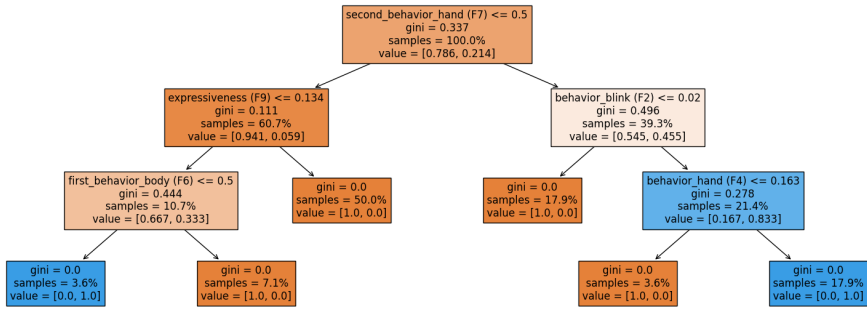 second_behavior_hand (F7) <= 0.5
gini = 0.337
samples = 100.0%
value = [0.786, 0.214]
expressiveness (F9) <= 0.134
gini = 0.111
samples = 60.7%
value = [0.941, 0.059]
behavior_blink (F2) <= 0.02
gini = 0.496
samples = 39.3%
value = [0.545, 0.455]
first_behavior_body (F6) <= 0.5
gini = 0.444
samples = 10.7%
value = [0.667, 0.333]
gini = 0.0
samples = 50.0%
value = [1.0, 0.0]
gini = 0.0
samples = 17.9%
value = [1.0, 0.0]
behavior_hand (F4) <= 0.163
gini = 0.278
samples = 21.4%
value = [0.167, 0.833]
gini = 0.0
samples = 3.6%
value = [0.0, 1.0]
gini = 0.0
samples = 7.1%
value = [1.0, 0.0]
gini = 0.0
samples = 3.6%
value = [1.0, 0.0]
gini = 0.0
samples = 17.9%
value = [0.0, 1.0]